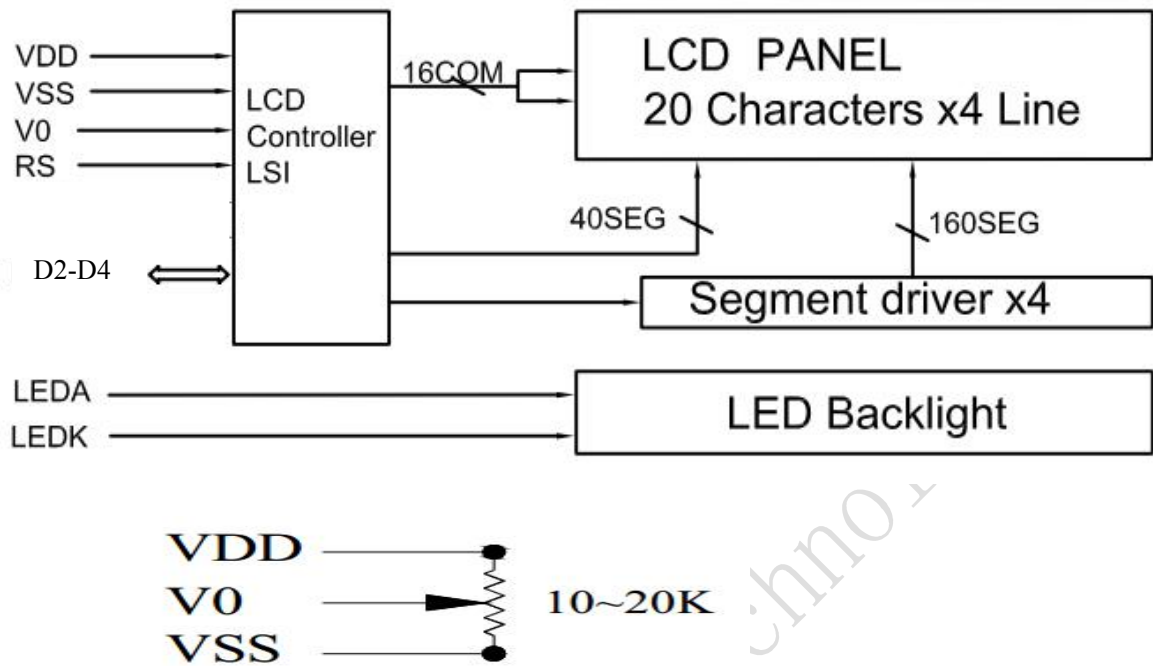 VDD
VSS
V0
RS
D2-D4
LCD
Controller
LSI
16COM
LCD PANEL
20 Characters x4 Line
40SEG
160SEG
Segment driver x4
LEDA
LEDK
LED Backlight
VDD
V0
VSS
10~20K